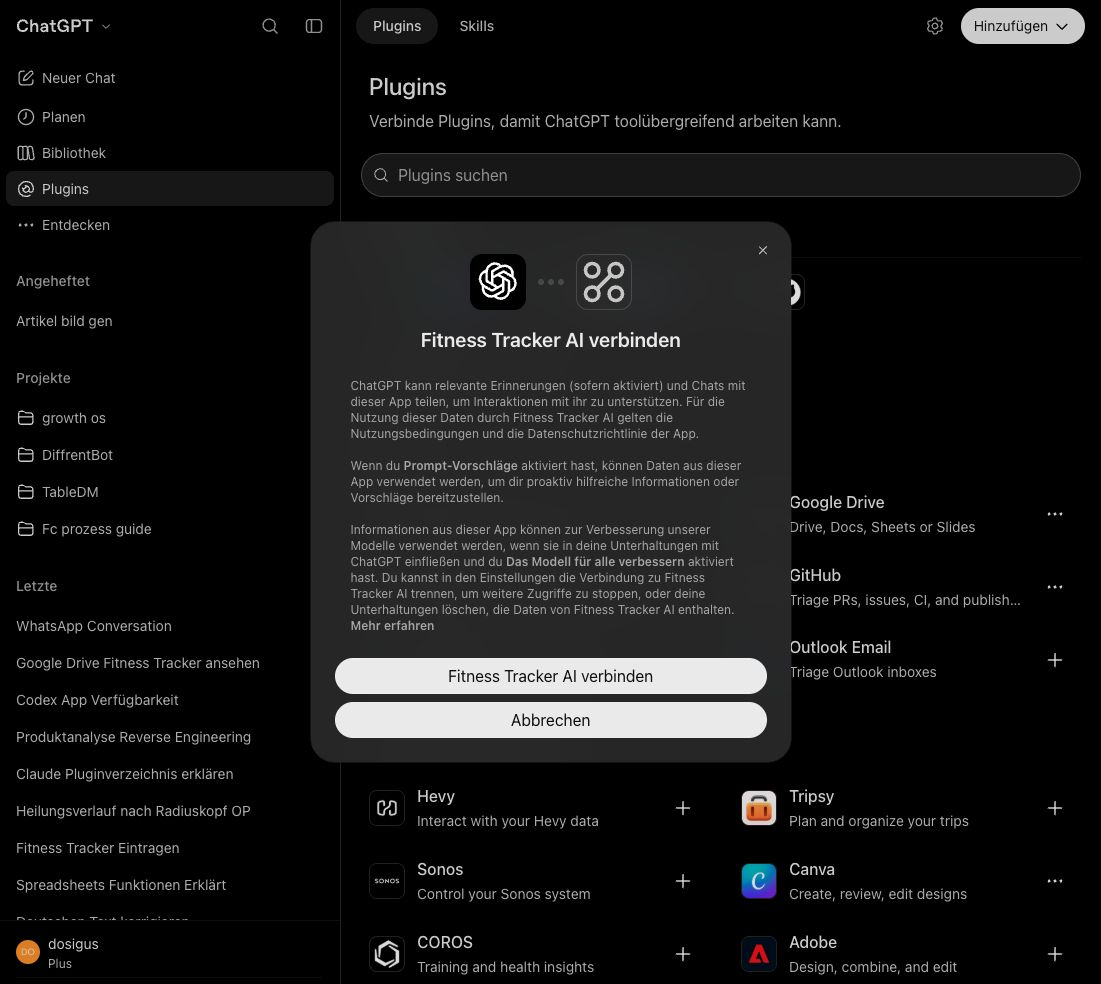 ChatGPT
Neuer Chat
Planen
Bibliothek
Plugins
Entdecken
Angeheftet
Artikel bild gen
Projekte
growth os
DiffrentBot
TableDM
Fc prozess guide
Letzte
WhatsApp Conversation
Google Drive Fitness Tracker ansehen
Codex App Verfügbarkeit
Produktanalyse Reverse Engineering
Claude Pluginverzeichnis erklären
Heilungsverlauf nach Radiuskopf OP
Fitness Tracker Eintragen
Spreadsheets Funktionen Erklärt
Deutschen Text korrigieren
DO
dosigus
Plus
Plugins
Skills
Hinzufügen
Plugins
Verbinde Plugins, damit ChatGPT toolübergreifend arbeiten kann.
Plugins suchen
Fitness Tracker AI verbinden
ChatGPT kann relevante Erinnerungen (sofern aktiviert) und Chats mit
dieser App teilen, um Interaktionen mit ihr zu unterstützen. Für die
Nutzung dieser Daten durch Fitness Tracker AI gelten die
Nutzungsbedingungen und die Datenschutzrichtlinie der App.
Wenn du Prompt-Vorschläge aktiviert hast, können Daten aus dieser
App verwendet werden, um dir proaktiv hilfreiche Informationen oder
Vorschläge bereitzustellen.
Informationen aus dieser App können zur Verbesserung unserer
Modelle verwendet werden, wenn sie in deine Unterhaltungen mit
ChatGPT einfließen und du Das Modell für alle verbessern aktiviert
hast. Du kannst in den Einstellungen die Verbindung zu Fitness
Tracker AI trennen, um weitere Zugriffe zu stoppen, oder deine
Unterhaltungen löschen, die Daten von Fitness Tracker AI enthalten.
Mehr erfahren
Fitness Tracker AI verbinden
Abbrechen
Google Drive
Drive, Docs, Sheets or Slides
GitHub
Triage PRs, issues, CI, and publish...
Outlook Email
Triage Outlook inboxes
Hevy
Interact with your Hevy data
Tripsy
Plan and organize your trips
SONOS
Sonos
Control your Sonos system
Canva
Create, review, edit designs
COROS
Training and health insights
Adobe
Design, combine, and edit